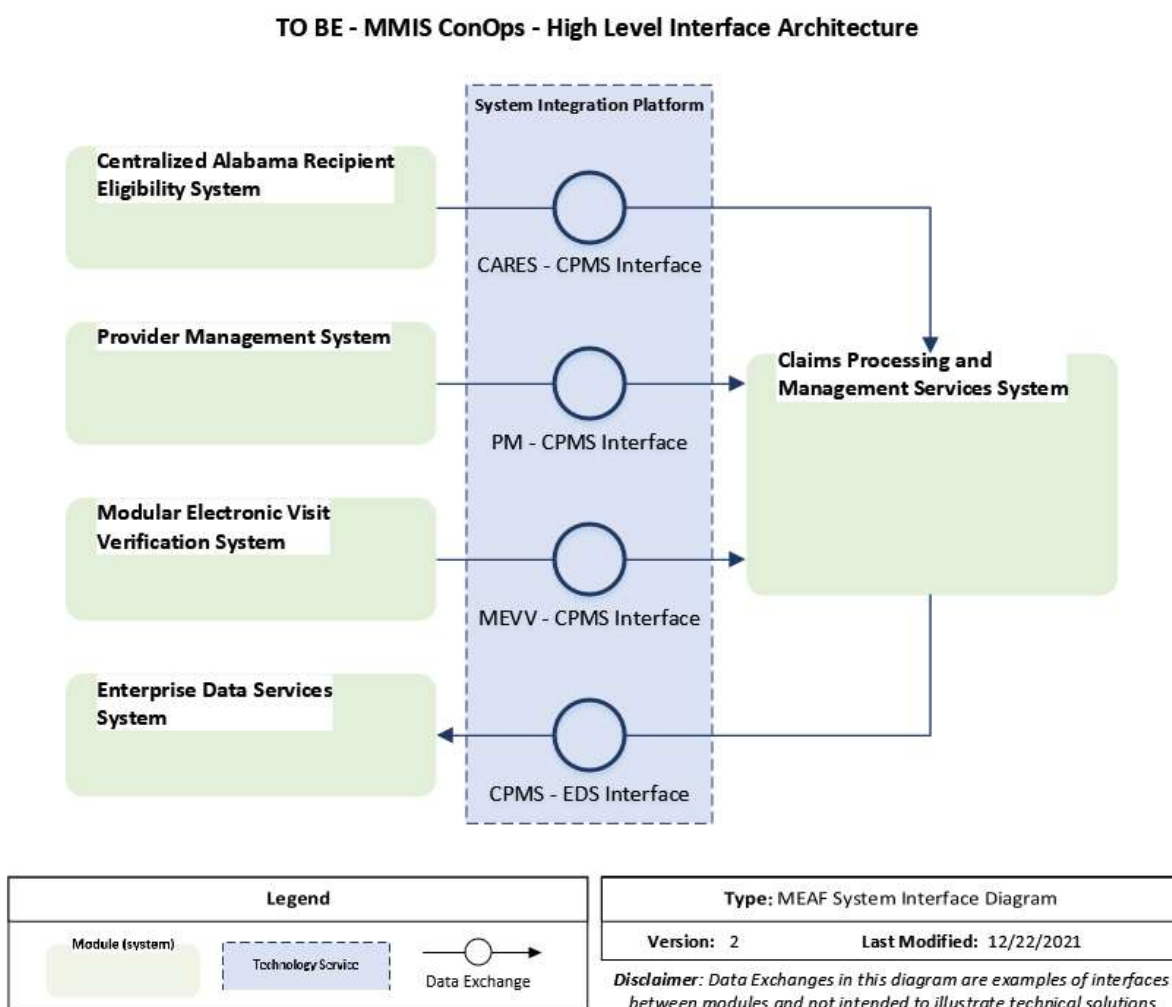 TO BE - MMIS ConOps - High Level Interface Architecture
System Integration Platform
Centralized Alabama Recipient
Eligibility System
CARES - CPMS Interface
Provider Management System
PM - CPMS Interface
Claims Processing and
Management Services System
Modular Electronic Visit
Verification System
MEVV - CPMS Interface
Enterprise Data Services
System
CPMS - EDS Interface
Legend
Module (system)
Technology Service
Data Exchange
Type: MEAF System Interface Diagram
Version: 2 Last Modified: 12/22/2021
Disclaimer: Data Exchanges in this diagram are examples of interfaces
between modules and not intended to illustrate technical solutions